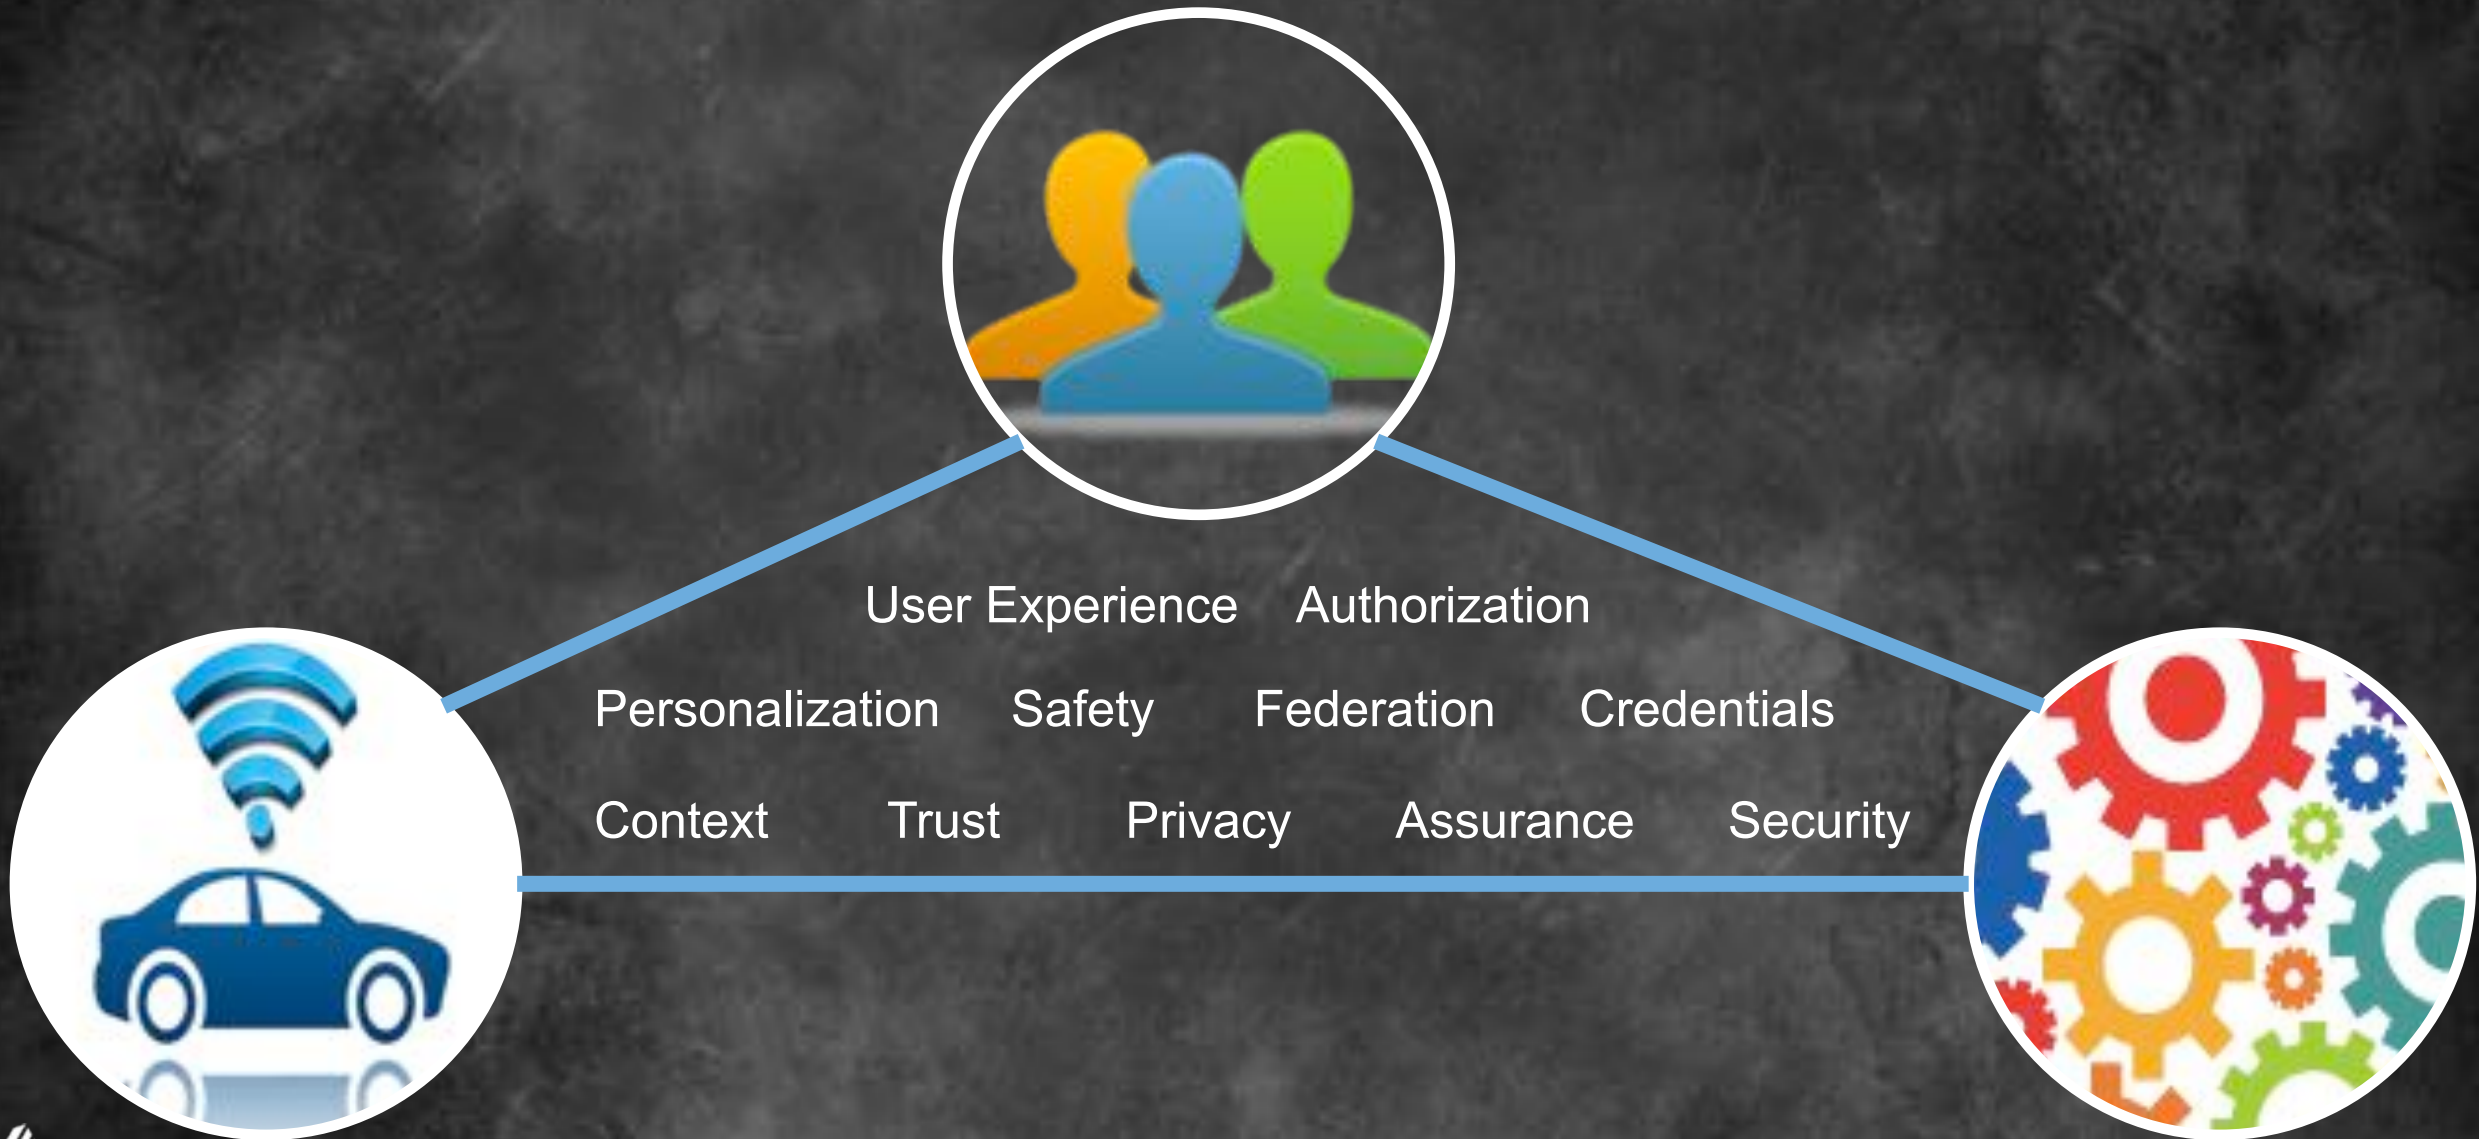 User Experience Authorization
Personalization Safety Federation Credentials
Context Trust Privacy Assurance Security